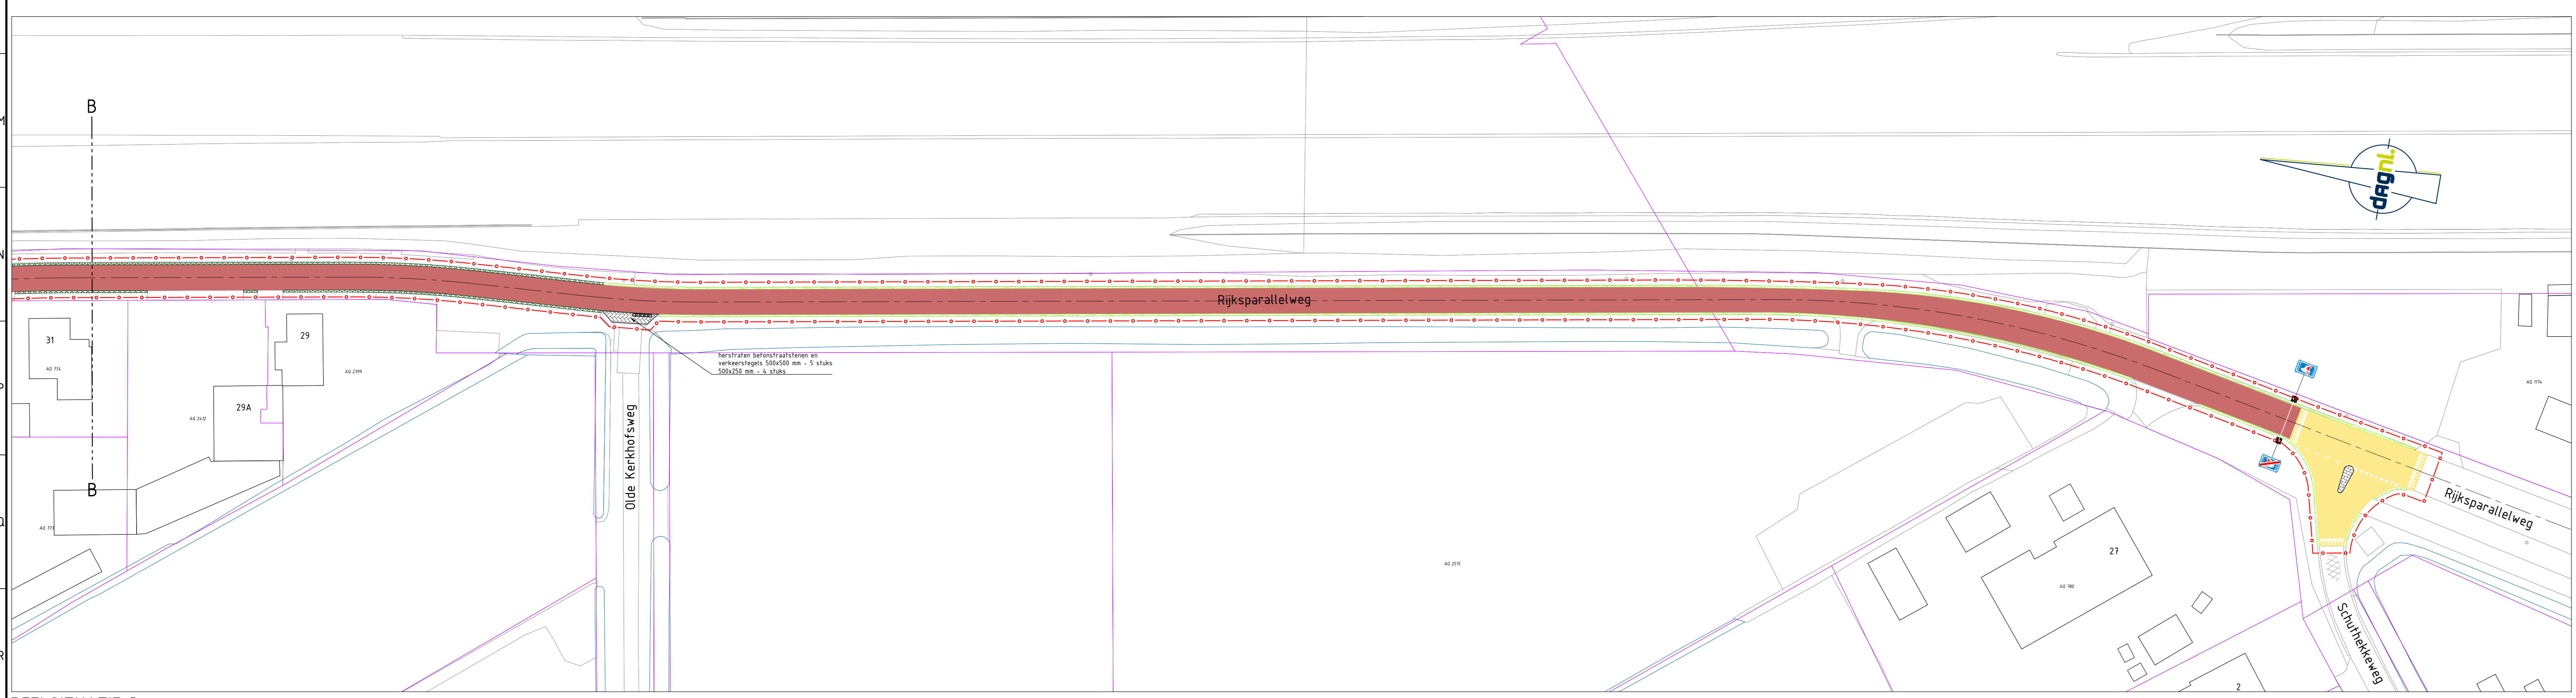 B
M
dagnl.
N
Rijksparallelweg
29
31
AG 774
AG 2399
herstraten betonstraatstenen en
verkeerstegels 500x500 mm - 5 stuks
500x250 mm - 4 stuks
AG 1174
29A
AG 2412
Olde Kerkhofsweg
B
Rijksparallelweg
Q
AG 773
27
AG 2515
AG 780
Schuthekkeweg
R
2